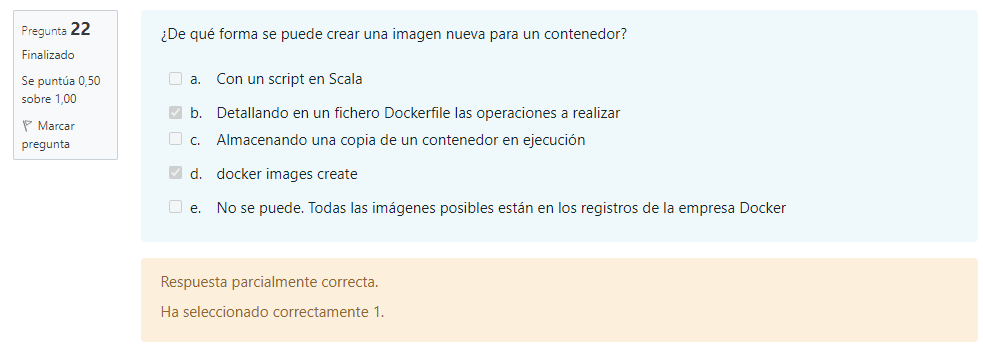 Pregunta 22
Finalizado
Se puntúa 0,50
sobre 1,00
Marcar
pregunta
¿De qué forma se puede crear una imagen nueva para un contenedor?
a. Con un script en Scala
b. Detallando en un fichero Dockerfile las operaciones a realizar
c. Almacenando una copia de un contenedor en ejecución
d. docker images create
e. No se puede. Todas las imágenes posibles están en los registros de la empresa Docker
Respuesta parcialmente correcta.
Ha seleccionado correctamente 1.